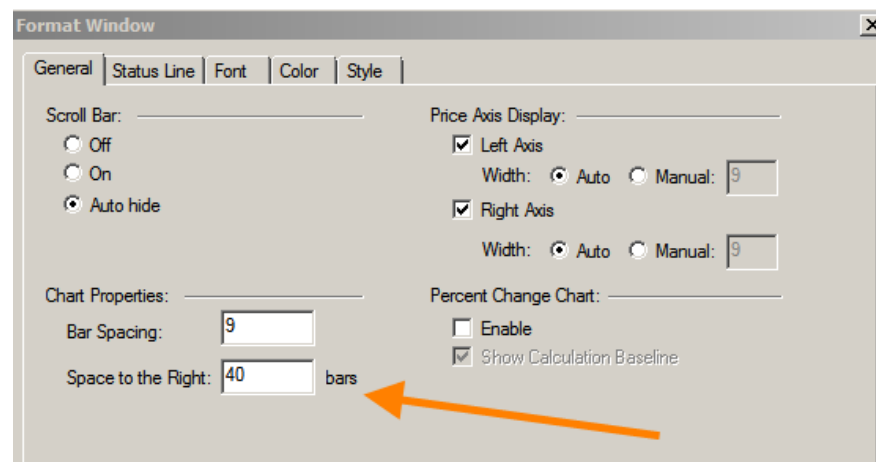 Format Window
General Status Line Font Color Style
Scroll Bar:
Off
On
Auto hide
Price Axis Display:
Left Axis
Width: Auto Manual: 9
Right Axis
Width: Auto Manual: 9
Chart Properties:
Bar Spacing: 9
Space to the Right: 40 bars
Percent Change Chart:
Enable
Show Calculation Baseline